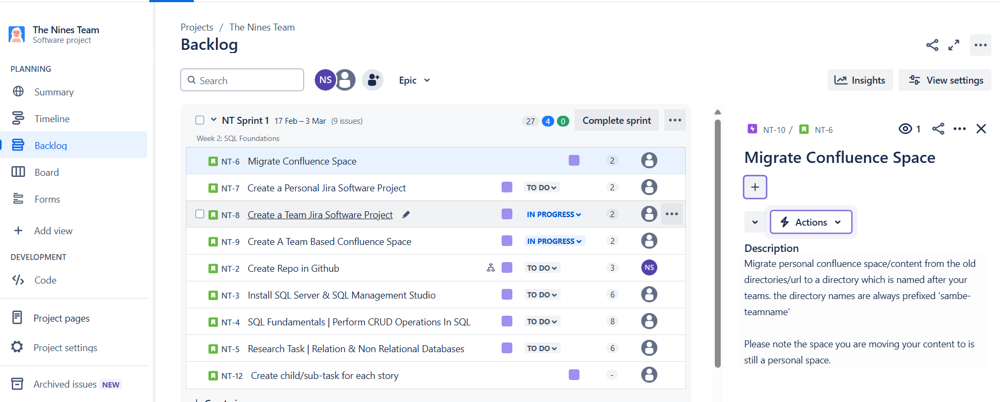 The Nines Team
Software project
PLANNING
Summary
Timeline
Backlog
Board
Forms
Add view
DEVELOPMENT
Code
Project pages
Project settings
Archived issues NEW
Projects / The Nines Team
Backlog
Search
NS
Epic
Insights
View settings
NT Sprint 1 17 Feb – 3 Mar (9 issues)
27 4 0
Complete sprint
Week 2: SQL Foundations
NT-6 Migrate Confluence Space 2
NT-7 Create a Personal Jira Software Project TO DO 2
NT-8 Create a Team Jira Software Project IN PROGRESS 2
NT-9 Create A Team Based Confluence Space IN PROGRESS 2
NT-2 Create Repo in Github TO DO 3 NS
NT-3 Install SQL Server & SQL Management Studio TO DO 6
NT-4 SQL Fundamentals | Perform CRUD Operations In SQL TO DO 8
NT-5 Research Task | Relation & Non Relational Databases TO DO 6
NT-12 Create child/sub-task for each story -
NT-10 / NT-6
1
Migrate Confluence Space
Actions
Description
Migrate personal confluence space/content from the old
directories/url to a directory which is named after your
teams. the directory names are always prefixed ‘sambe-
teamname’
Please note the space you are moving your content to is
still a personal space.